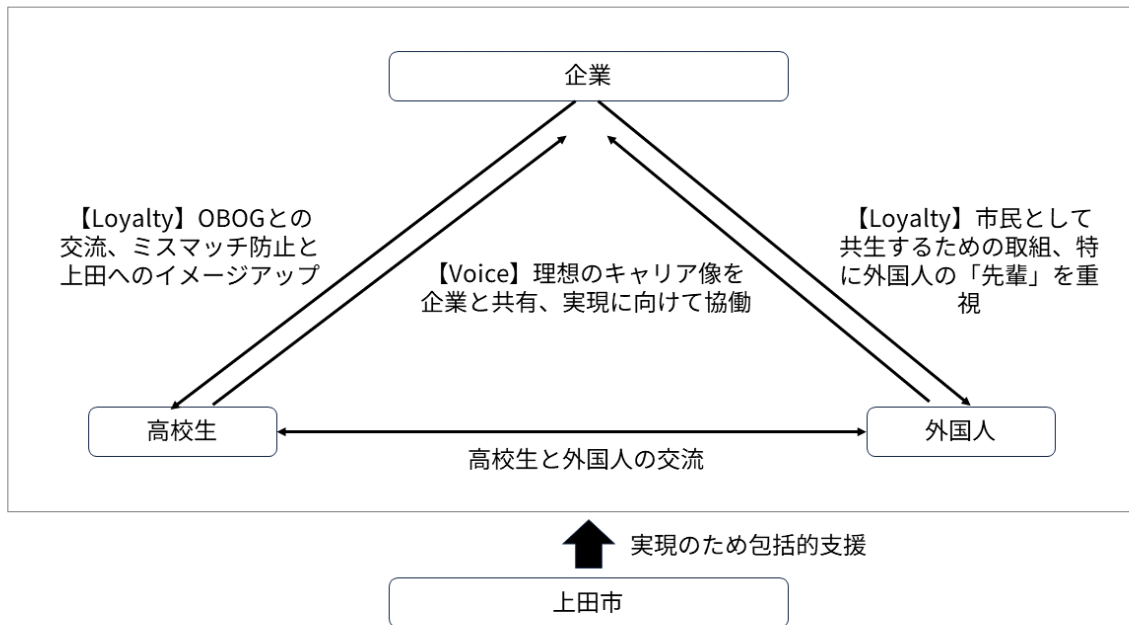 企業
【Loyalty】OBOGとの
交流、ミスマッチ防止と
上田へのイメージアップ
【Voice】理想のキャリア像を
企業と共有、実現に向けて協働
【Loyalty】市民として
共生するための取組、特
に外国人の「先輩」を重
視
高校生
外国人
高校生と外国人の交流
実現のため包括的支援
上田市